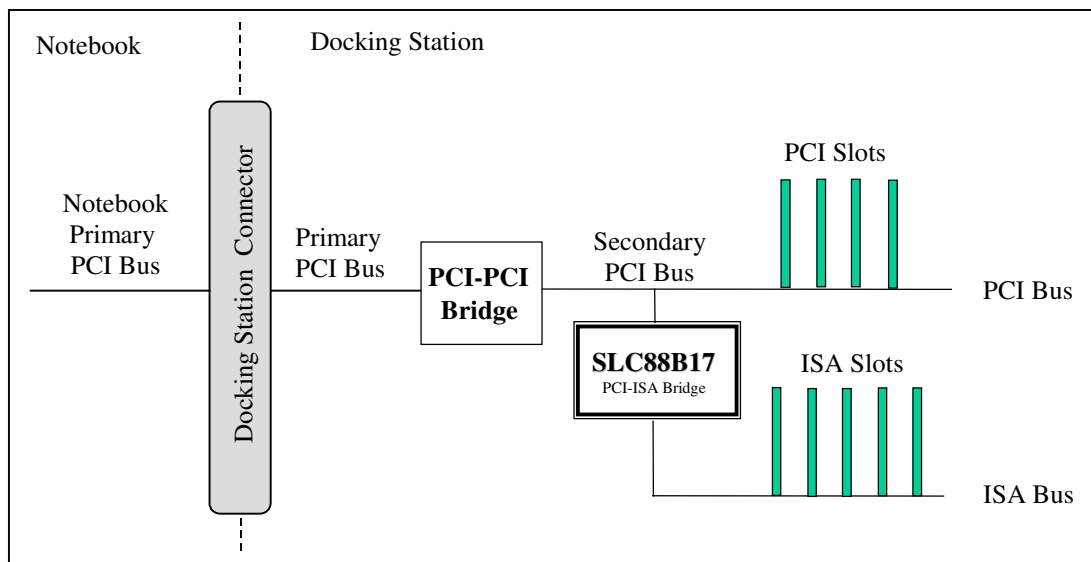 Notebook
Docking Station
Docking Station Connector
Notebook
Primary
PCI Bus
Primary
PCI Bus
PCI-PCI
Bridge
Secondary
PCI Bus
PCI Slots
PCI Bus
SLC88B17
PCI-ISA Bridge
ISA Slots
ISA Bus